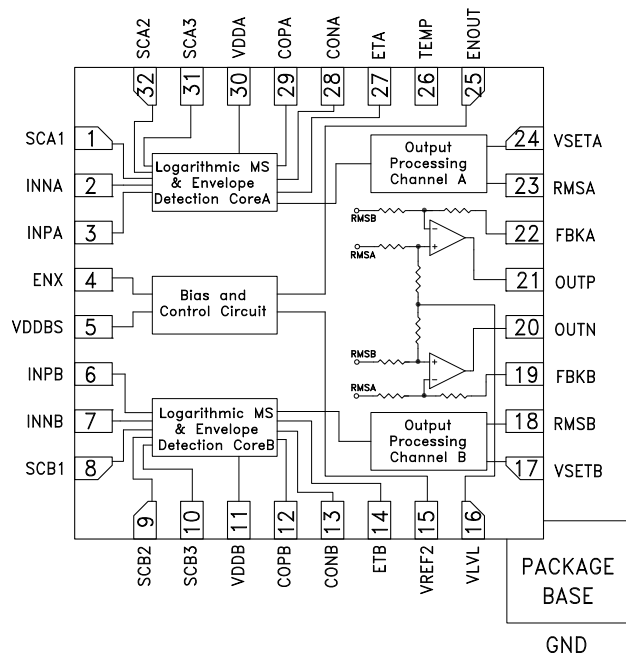 SCA2
SCA3
VDDA
COPA
CONA
ETA
TEMP
ENOUT
32
31
30
29
28
27
26
25
SCA1
1
INNA
2
INPA
3
ENX
4
VDDBS
5
INPB
6
INNB
7
SCB1
8
Logarithmic MS
& Envelope
Detection CoreA
Output
Processing
Channel A
24
VSETA
23
RMSA
22
FBKA
21
OUTP
20
OUTN
19
FBKB
18
RMSB
17
VSETB
RMSB
-
RMSA
+
Bias and
Control Circuit
RMSB
+
RMSA
-
Logarithmic MS
& Envelope
Detection CoreB
Output
Processing
Channel B
9
10
11
12
13
14
15
16
SCB2
SCB3
VDDB
COPB
CONB
ETB
VREF2
VLVL
PACKAGE
BASE
GND